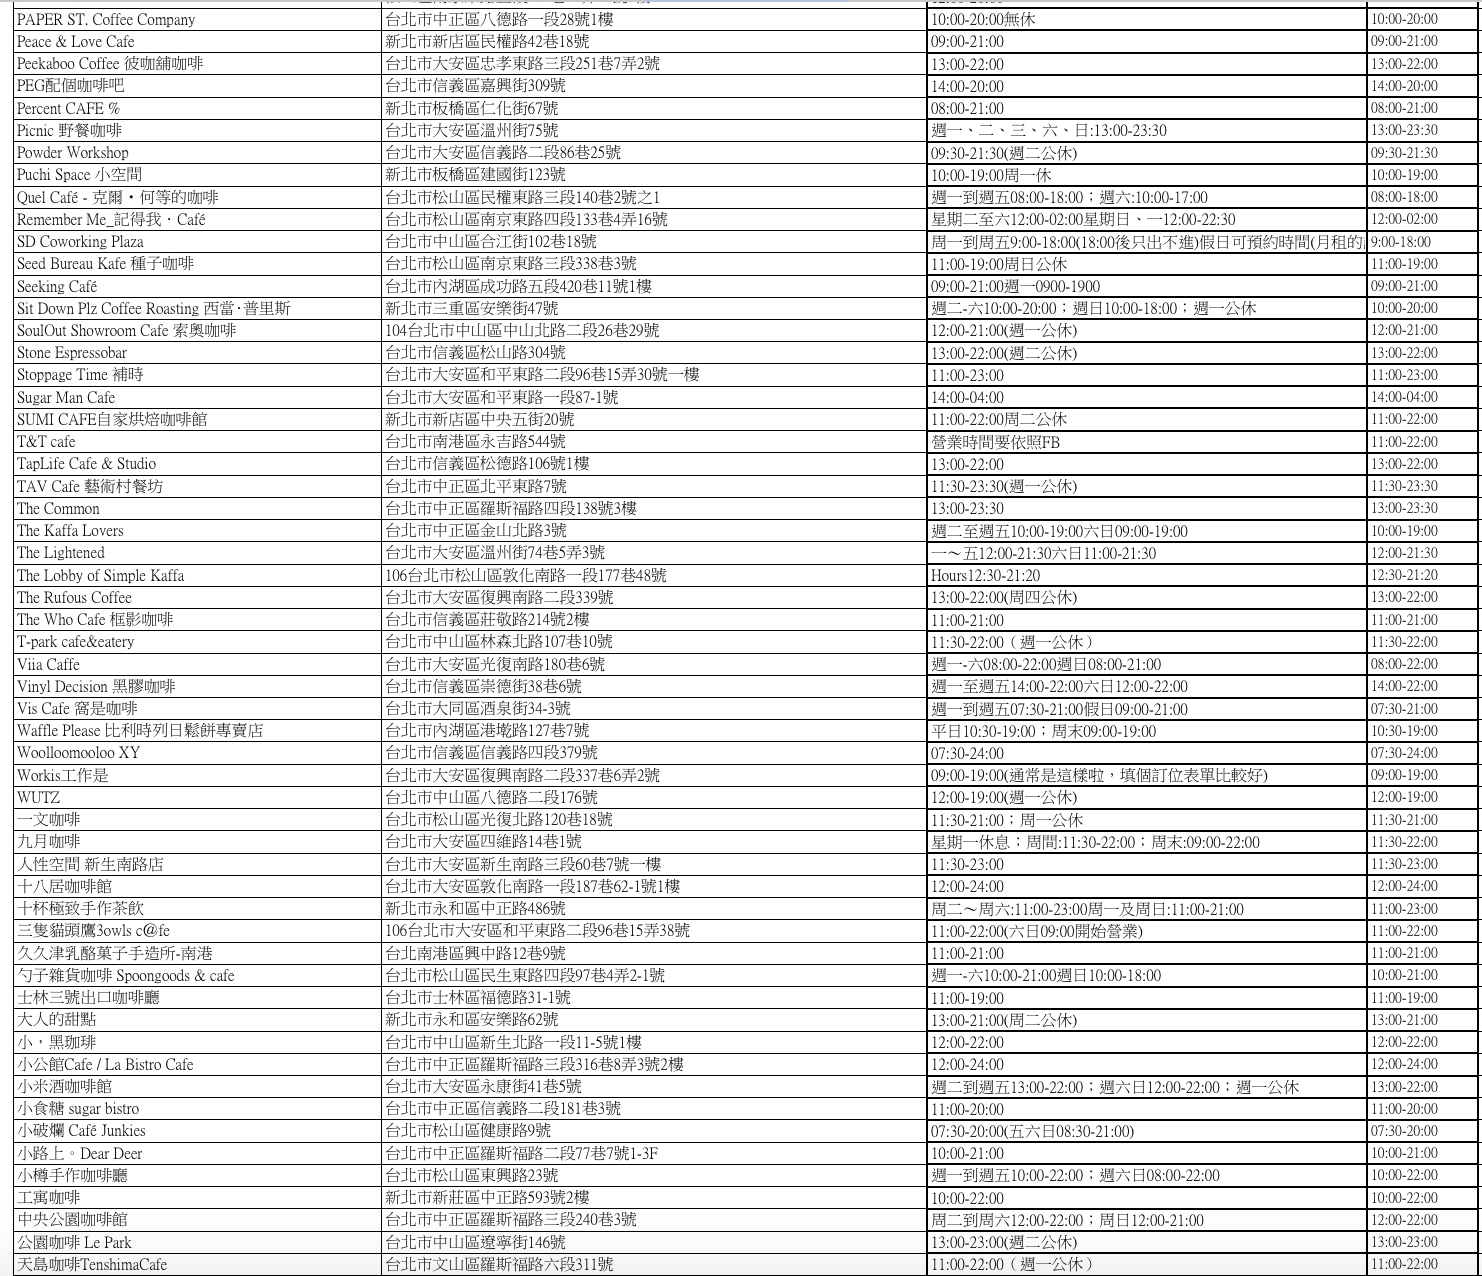 PAPER ST. Coffee Company 台北市中正區八德路一段28號1樓 10:00-20:00無休 10:00-20:00
Peace & Love Cafe 新北市新店區民權路42巷18號 09:00-21:00 09:00-21:00
Peekaboo Coffee 彼咖舖咖啡 台北市大安區忠孝東路三段251巷7弄2號 13:00-22:00 13:00-22:00
PEG配個咖啡吧 台北市信義區嘉興街309號 14:00-20:00 14:00-20:00
Percent CAFE % 新北市板橋區仁化街67號 08:00-21:00 08:00-21:00
Picnic 野餐咖啡 台北市大安區溫州街75號 週一、二、三、六、日:13:00-23:30 13:00-23:30
Powder Workshop 台北市大安區信義路二段86巷25號 09:30-21:30(週二公休) 09:30-21:30
Puchi Space 小空間 新北市板橋區建國街123號 10:00-19:00周一休 10:00-19:00
Quel Café - 克爾・何等的咖啡 台北市松山區民權東路三段140巷2號之1 週一到週五08:00-18:00；週六:10:00-17:00 08:00-18:00
Remember Me_記得我．Café 台北市松山區南京東路四段133巷4弄16號 星期二至六12:00-02:00星期日、一12:00-22:30 12:00-02:00
SD Coworking Plaza 台北市中山區合江街102巷18號 周一到周五9:00-18:00(18:00後只出不進)假日可預約時間(月租的 9:00-18:00
Seed Bureau Kafe 種子咖啡 台北市松山區南京東路三段338巷3號 11:00-19:00周日公休 11:00-19:00
Seeking Café 台北市內湖區成功路五段420巷11號1樓 09:00-21:00週一0900-1900 09:00-21:00
Sit Down Plz Coffee Roasting 西當·普里斯 新北市三重區安樂街47號 週二-六10:00-20:00；週日10:00-18:00；週一公休 10:00-20:00
SoulOut Showroom Cafe 索奧咖啡 104台北市中山區中山北路二段26巷29號 12:00-21:00(週一公休) 12:00-21:00
Stone Espressobar 台北市信義區松山路304號 13:00-22:00(週二公休) 13:00-22:00
Stoppage Time 補時 台北市大安區和平東路二段96巷15弄30號一樓 11:00-23:00 11:00-23:00
Sugar Man Cafe 台北市大安區和平東路一段87-1號 14:00-04:00 14:00-04:00
SUMI CAFE自家烘焙咖啡館 新北市新店區中央五街20號 11:00-22:00周二公休 11:00-22:00
T&T cafe 台北市南港區永吉路544號 營業時間要依照FB 11:00-22:00
TapLife Cafe & Studio 台北市信義區松德路106號1樓 13:00-22:00 13:00-22:00
TAV Cafe 藝術村餐坊 台北市中正區北平東路7號 11:30-23:30(週一公休) 11:30-23:30
The Common 台北市中正區羅斯福路四段138號3樓 13:00-23:30 13:00-23:30
The Kaffa Lovers 台北市中正區金山北路3號 週二至週五10:00-19:00六日09:00-19:00 10:00-19:00
The Lightened 台北市大安區溫州街74巷5弄3號 一～五12:00-21:30六日11:00-21:30 12:00-21:30
The Lobby of Simple Kaffa 106台北市松山區敦化南路一段177巷48號 Hours12:30-21:20 12:30-21:20
The Rufous Coffee 台北市大安區復興南路二段339號 13:00-22:00(周四公休) 13:00-22:00
The Who Cafe 框影咖啡 台北市信義區莊敬路214號2樓 11:00-21:00 11:00-21:00
T-park cafe&eatery 台北市中山區林森北路107巷10號 11:30-22:00（週一公休） 11:30-22:00
Viia Caffe 台北市大安區光復南路180巷6號 週一-六08:00-22:00週日08:00-21:00 08:00-22:00
Vinyl Decision 黑膠咖啡 台北市信義區崇德街38巷6號 週一至週五14:00-22:00六日12:00-22:00 14:00-22:00
Vis Cafe 窩是咖啡 台北市大同區酒泉街34-3號 週一到週五07:30-21:00假日09:00-21:00 07:30-21:00
Waffle Please 比利時列日鬆餅專賣店 台北市內湖區港墘路127巷7號 平日10:30-19:00；周末09:00-19:00 10:30-19:00
Woolloomooloo XY 台北市信義區信義路四段379號 07:30-24:00 07:30-24:00
Workis工作是 台北市大安區復興南路二段337巷6弄2號 09:00-19:00(通常是這樣啦，填個訂位表單比較好) 09:00-19:00
WUTZ 台北市中山區八德路二段176號 12:00-19:00(週一公休) 12:00-19:00
一文咖啡 台北市松山區光復北路120巷18號 11:30-21:00；周一公休 11:30-21:00
九月咖啡 台北市大安區四維路14巷1號 星期一休息；周間:11:30-22:00；周末:09:00-22:00 11:30-22:00
人性空間 新生南路店 台北市大安區新生南路三段60巷7號一樓 11:30-23:00 11:30-23:00
十八居咖啡館 台北市大安區敦化南路一段187巷62-1號1樓 12:00-24:00 12:00-24:00
十杯極致手作茶飲 新北市永和區中正路486號 周二～周六:11:00-23:00周一及周日:11:00-21:00 11:00-23:00
三隻貓頭鷹3owls c@fe 106台北市大安區和平東路二段96巷15弄38號 11:00-22:00(六日09:00開始營業) 11:00-22:00
久久津乳酪菓子手造所-南港 台北南港區興中路12巷9號 11:00-21:00 11:00-21:00
勺子雜貨咖啡 Spoongoods & cafe 台北市松山區民生東路四段97巷4弄2-1號 週一-六10:00-21:00週日10:00-18:00 10:00-21:00
士林三號出口咖啡廳 台北市士林區福德路31-1號 11:00-19:00 11:00-19:00
大人的甜點 新北市永和區安樂路62號 13:00-21:00(周二公休) 13:00-21:00
小，黑珈琲 台北市中山區新生北路一段11-5號1樓 12:00-22:00 12:00-22:00
小公館Cafe / La Bistro Cafe 台北市中正區羅斯福路三段316巷8弄3號2樓 12:00-24:00 12:00-24:00
小米酒咖啡館 台北市大安區永康街41巷5號 週二到週五13:00-22:00；週六日12:00-22:00；週一公休 13:00-22:00
小食糖 sugar bistro 台北市中正區信義路二段181巷3號 11:00-20:00 11:00-20:00
小破爛 Café Junkies 台北市松山區健康路9號 07:30-20:00(五六日08:30-21:00) 07:30-20:00
小路上。Dear Deer 台北市中正區羅斯福路二段77巷7號1-3F 10:00-21:00 10:00-21:00
小樽手作咖啡廳 台北市松山區東興路23號 週一到週五10:00-22:00；週六日08:00-22:00 10:00-22:00
工寓咖啡 新北市新莊區中正路593號2樓 10:00-22:00 10:00-22:00
中央公園咖啡館 台北市中正區羅斯福路三段240巷3號 周二到周六12:00-22:00；周日12:00-21:00 12:00-22:00
公園咖啡 Le Park 台北市中山區遼寧街146號 13:00-23:00(週二公休) 13:00-23:00
天島咖啡TenshimaCafe 台北市文山區羅斯福路六段311號 11:00-22:00（週一公休） 11:00-22:00